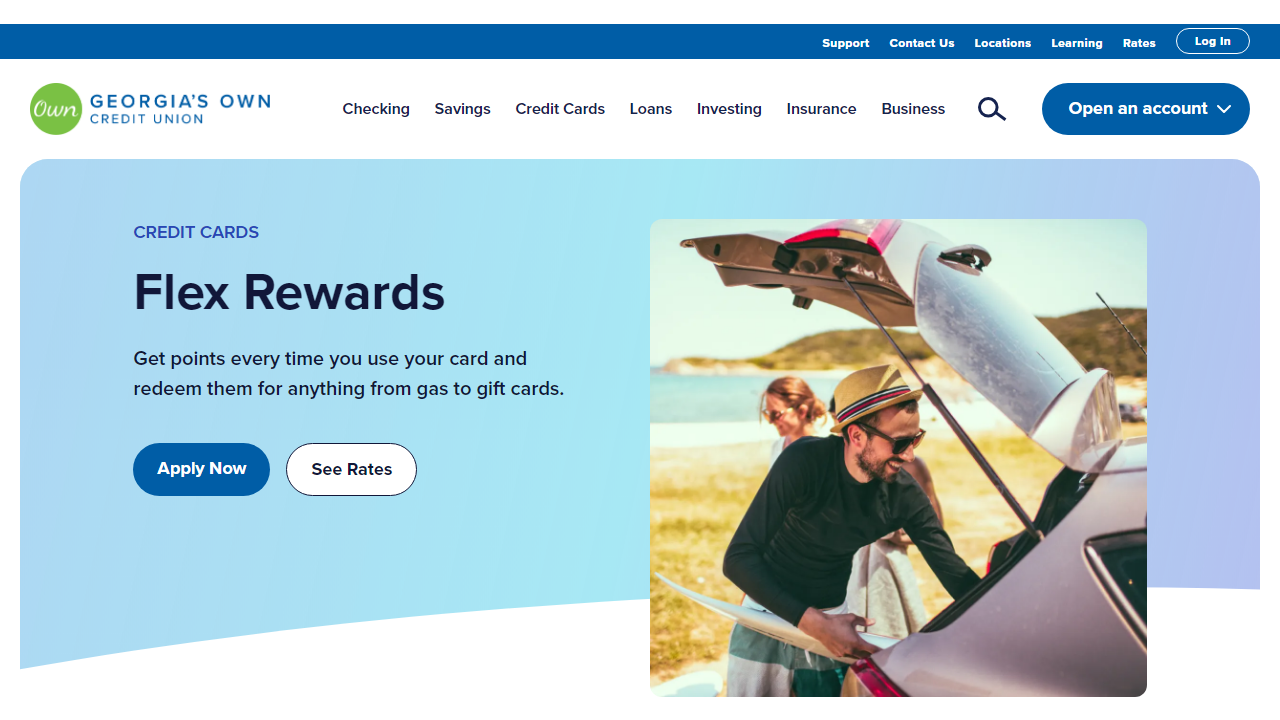 Support Contact Us Locations Learning Rates Log In
Own GEORGIA'S OWN
CREDIT UNION
Checking Savings Credit Cards Loans Investing Insurance Business Open an account
CREDIT CARDS
Flex Rewards
Get points every time you use your card and
redeem them for anything from gas to gift cards.
Apply Now See Rates